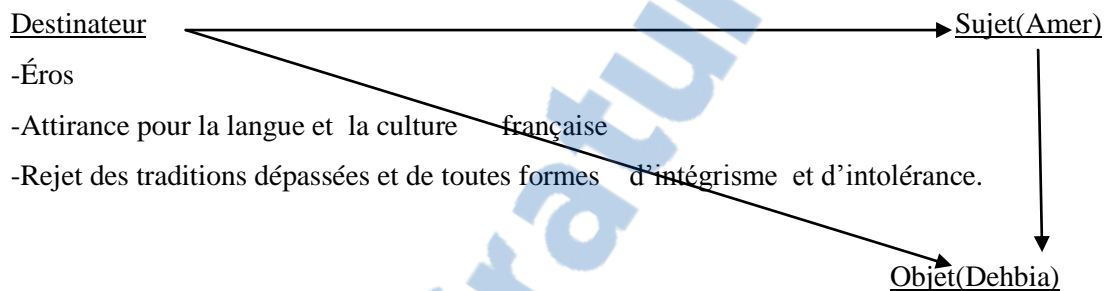 Destinateur Sujet(Amer)
-Éros
-Attirance pour la langue et la culture française
-Rejet des traditions dépassées et de toutes formes d’intégrisme et d’intolérance.
Objet(Dehbia)